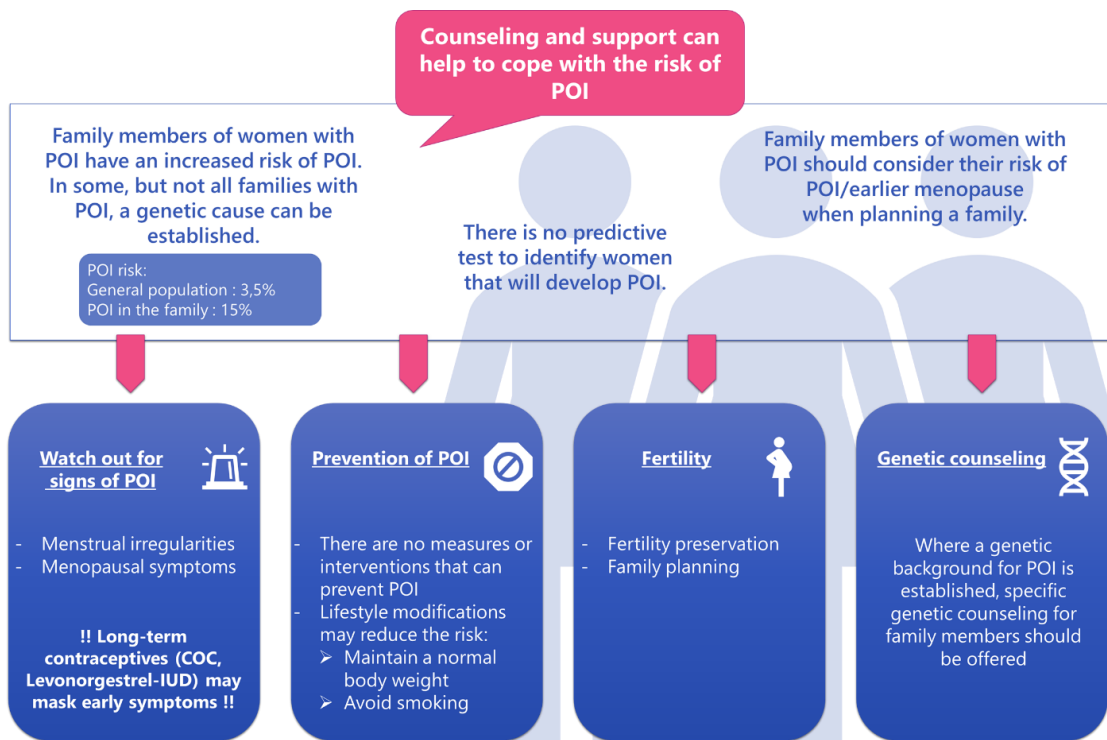 Counseling and support can
help to cope with the risk of
POI
Family members of women with
POI have an increased risk of POI.
In some, but not all families with
POI, a genetic cause can be
established.
POI risk:
General population : 3,5%
POI in the family : 15%
There is no predictive
test to identify women
that will develop POI.
Family members of women with
POI should consider their risk of
POI/earlier menopause
when planning a family.
Watch out for
signs of POI
- Menstrual irregularities
- Menopausal symptoms
!! Long-term
contraceptives (COC,
Levonorgestrel-IUD) may
mask early symptoms !!
Prevention of POI
- There are no measures or
interventions that can
prevent POI
- Lifestyle modifications
may reduce the risk:
➢ Maintain a normal
body weight
➢ Avoid smoking
Fertility
- Fertility preservation
- Family planning
Genetic counseling
Where a genetic
background for POI is
established, specific
genetic counseling for
family members should
be offered